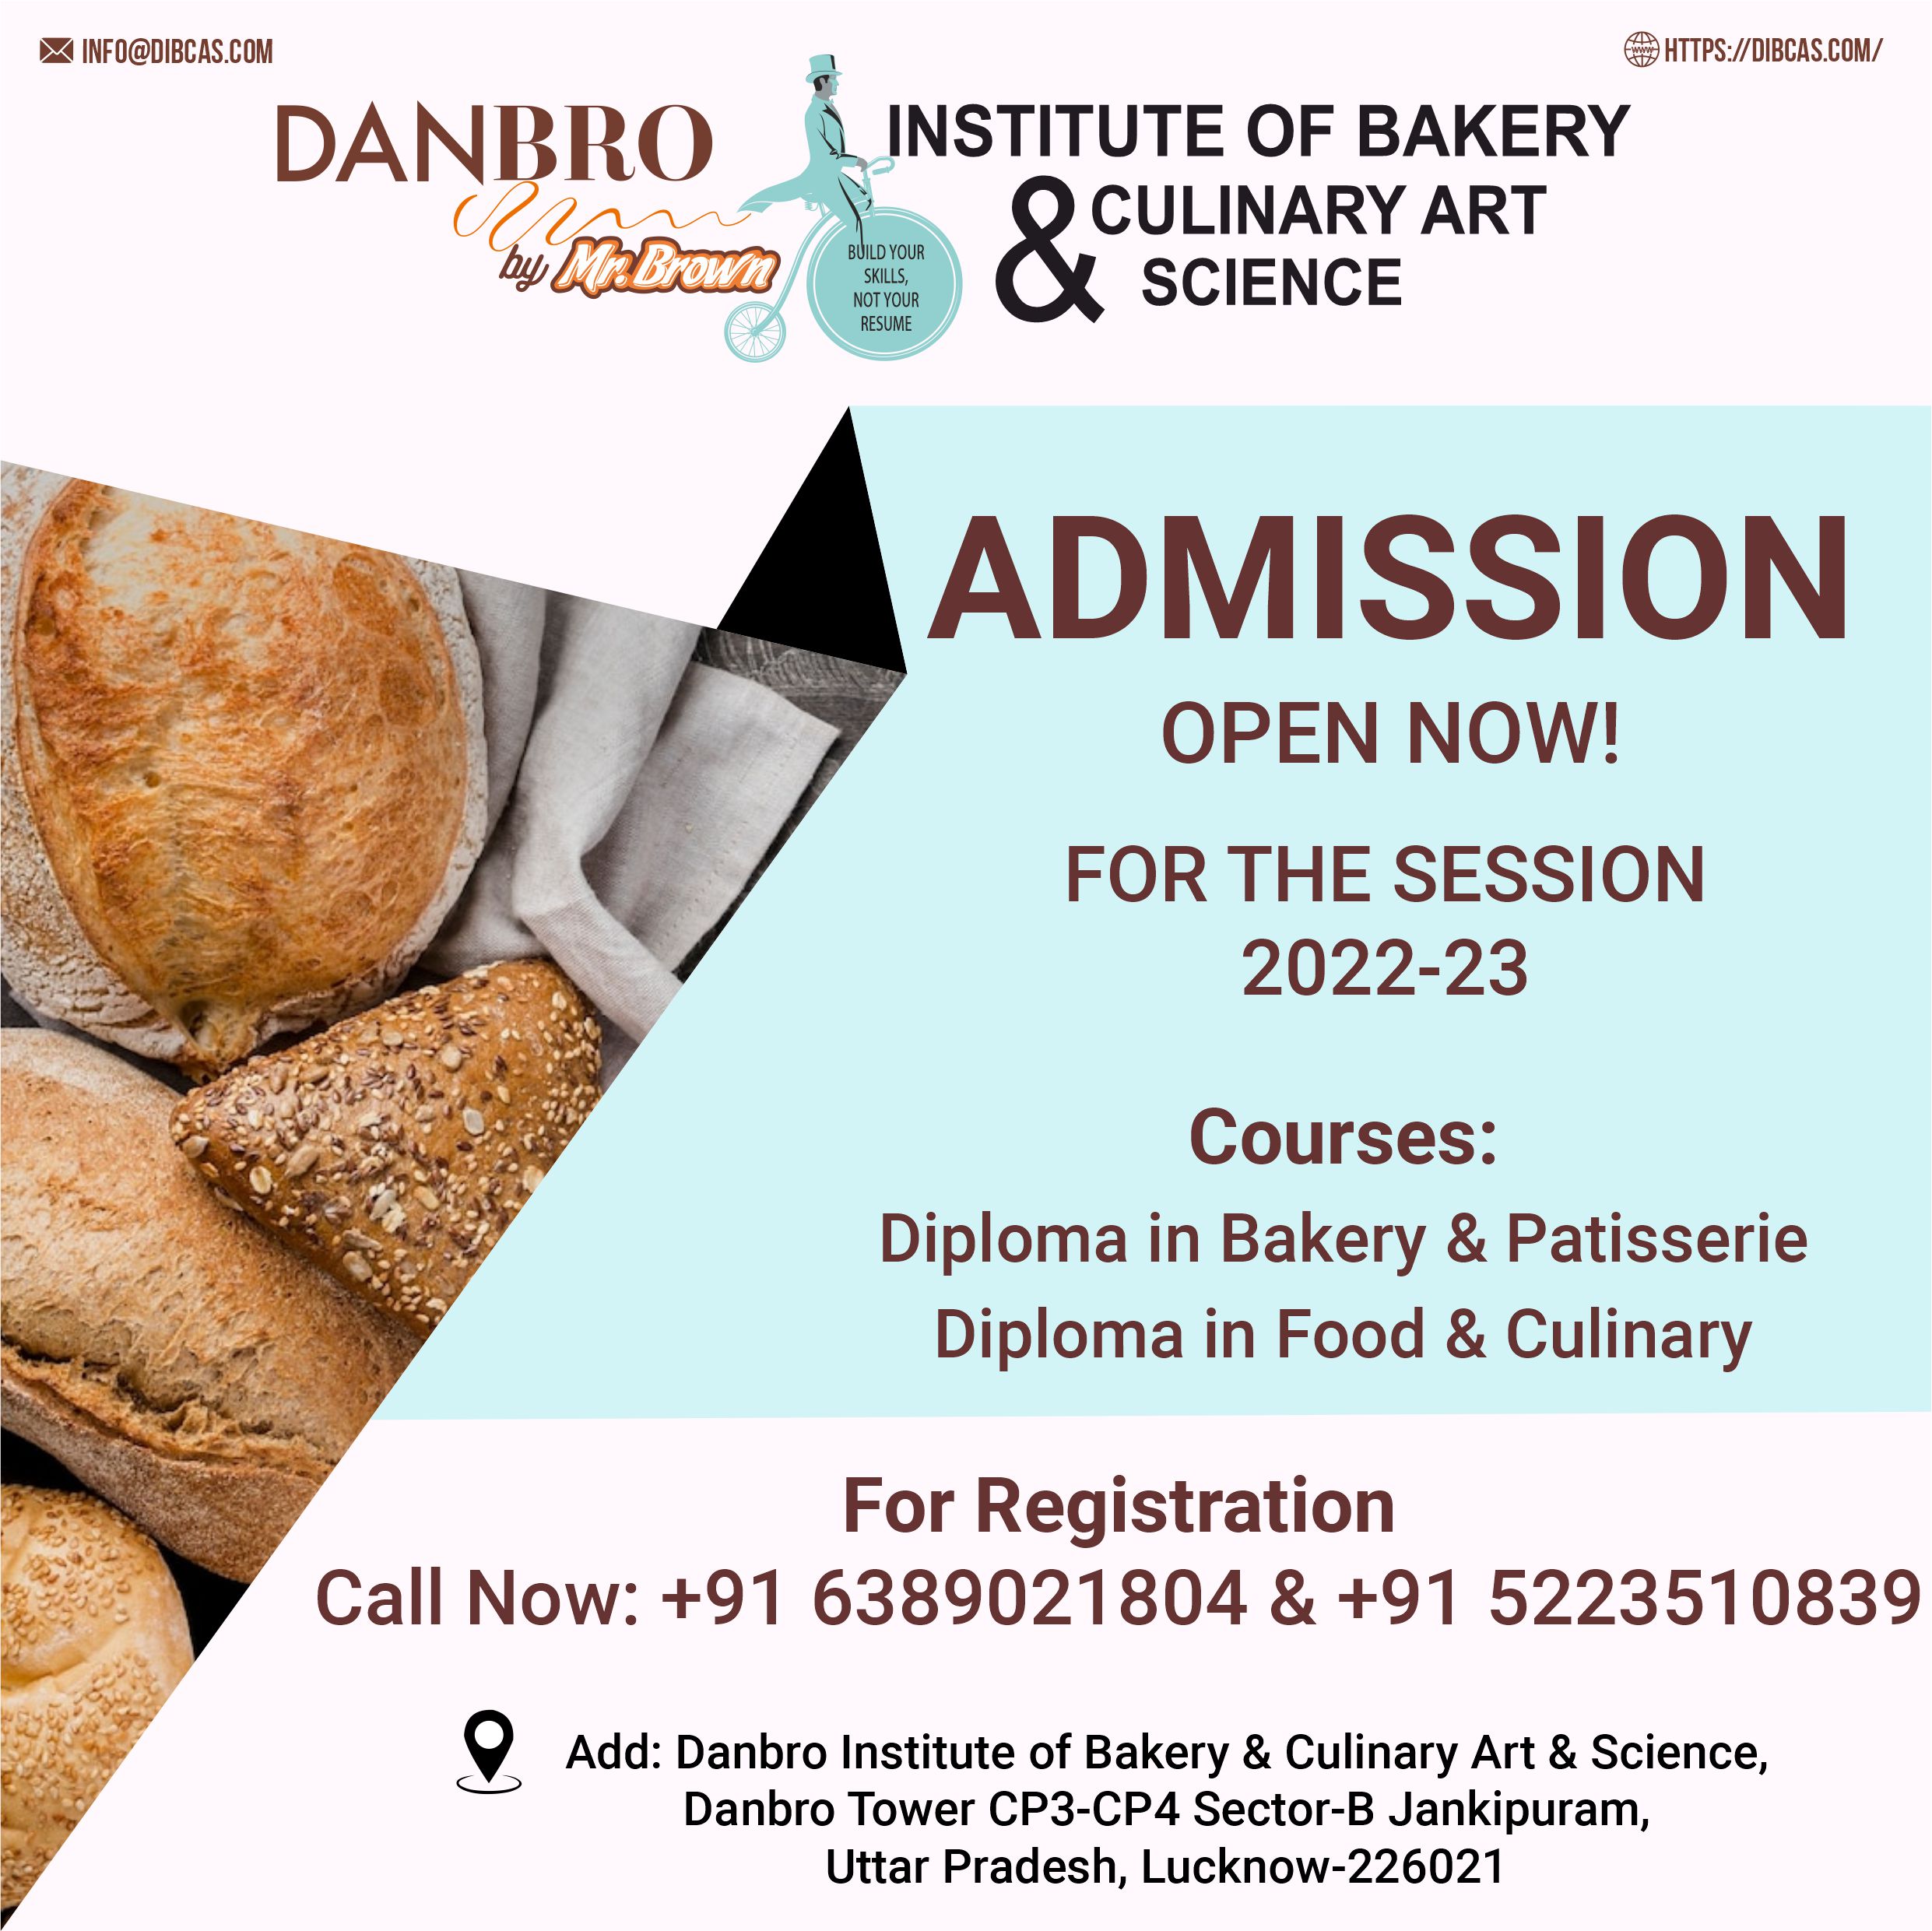 INFO@DIBCAS.COM
HTTPS://DIBCAS.COM/
DANBRO
by Mr. Brown
BUILD YOUR
SKILLS,
NOT YOUR
RESUME
INSTITUTE OF BAKERY
& CULINARY ART
SCIENCE
ADMISSION
OPEN NOW!
FOR THE SESSION
2022-23
Courses:
Diploma in Bakery & Patisserie
Diploma in Food & Culinary
For Registration
Call Now: +91 6389021804 & +91 5223510839
Add: Danbro Institute of Bakery & Culinary Art & Science,
Danbro Tower CP3-CP4 Sector-B Jankipuram,
Uttar Pradesh, Lucknow-226021